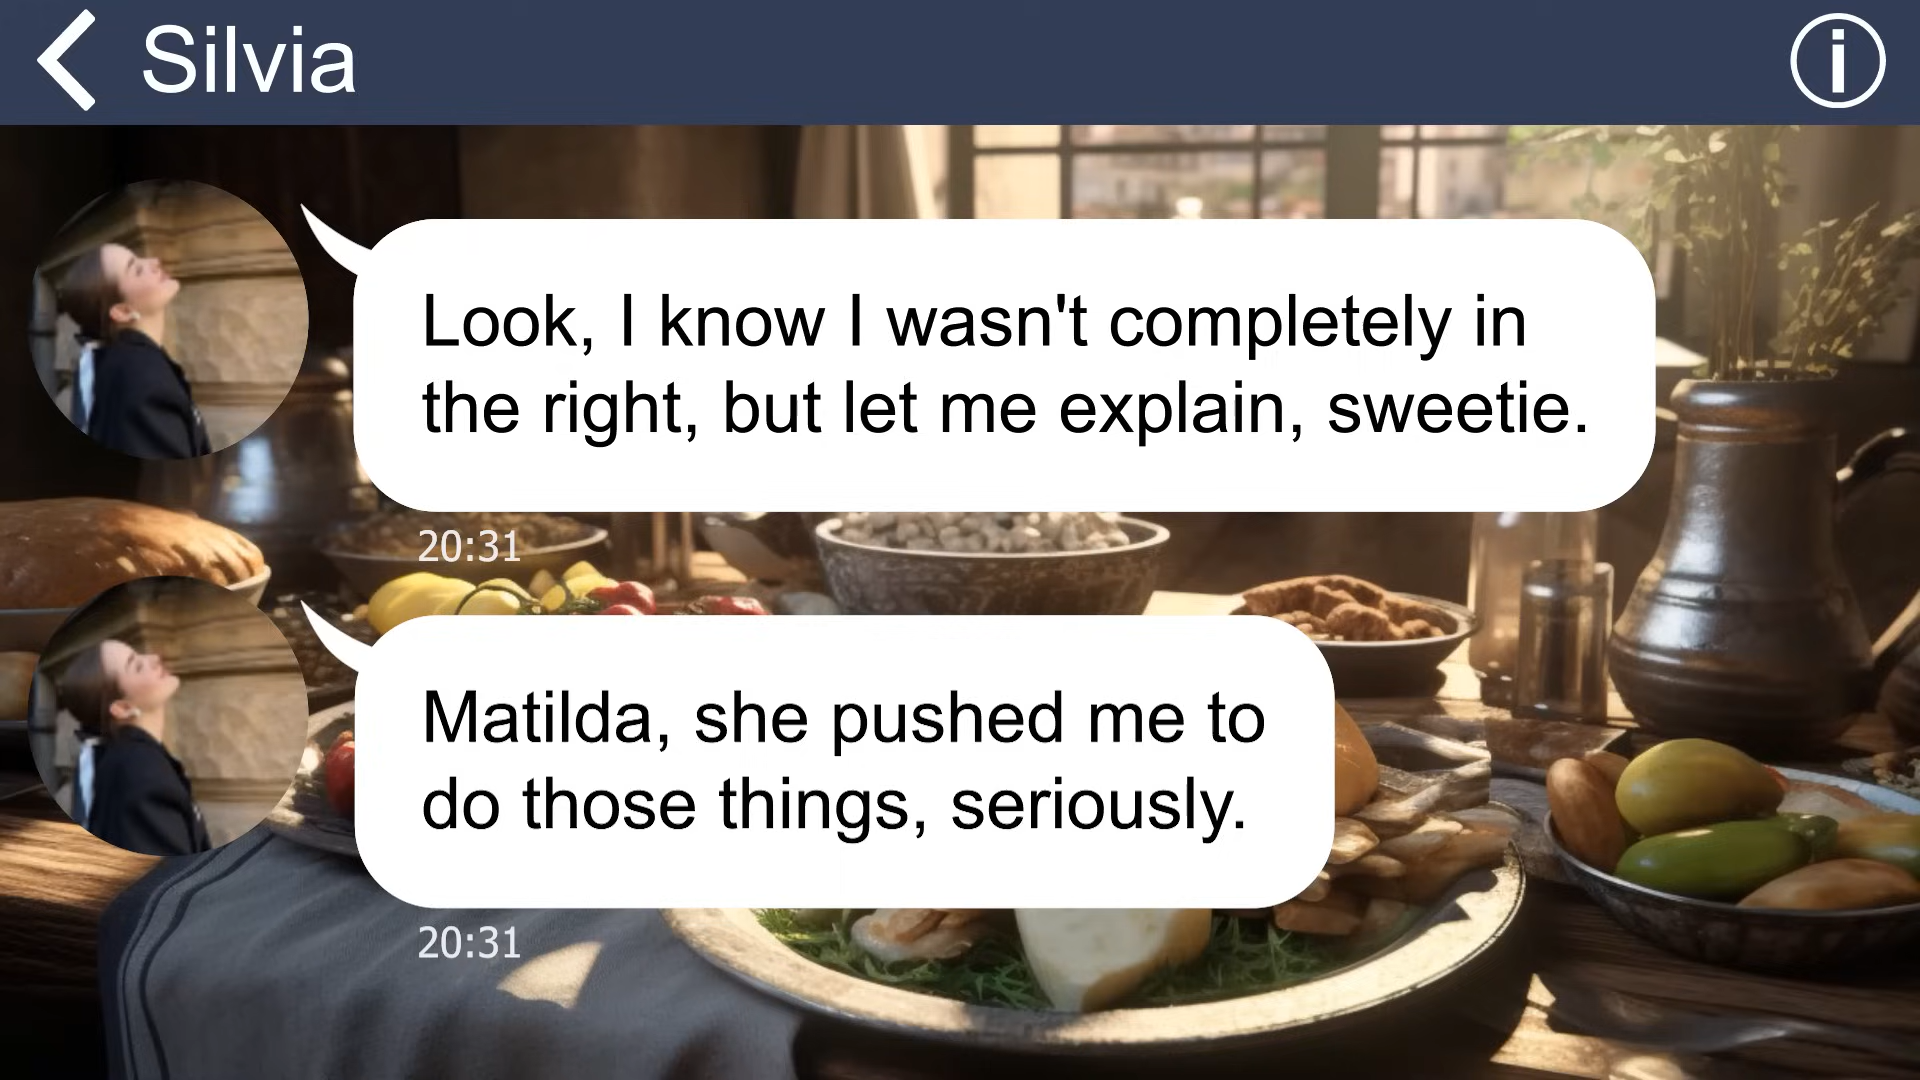 Silvia
Look, I know I wasn't completely in
the right, but let me explain, sweetie.
20:31
Matilda, she pushed me to
do those things, seriously.
20:31